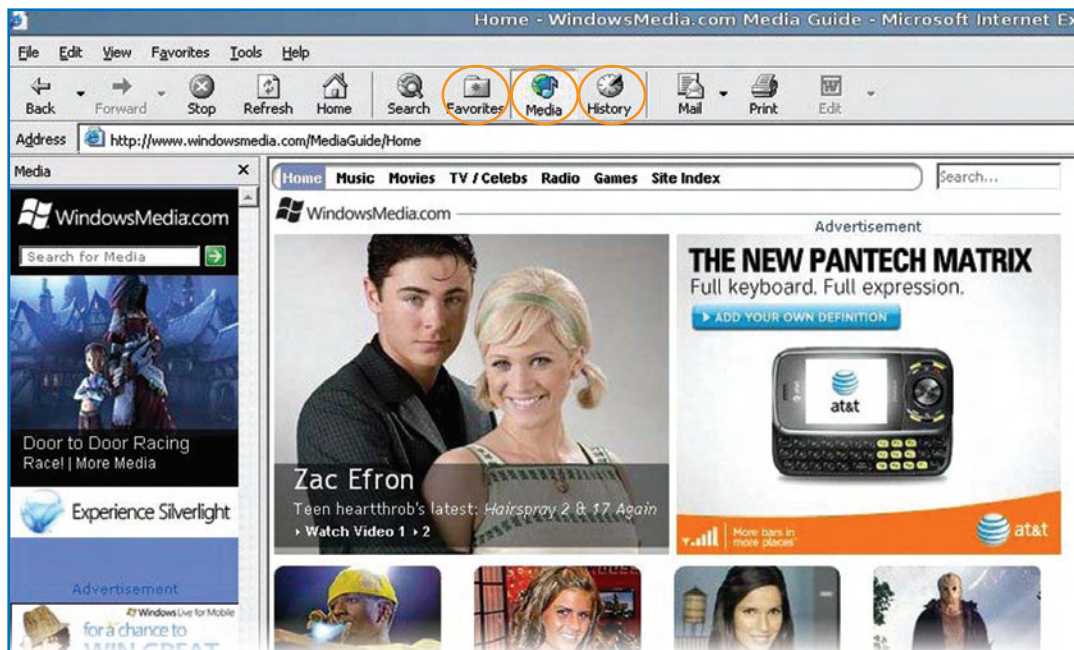 Home - WindowsMedia.com Media Guide - Microsoft Internet Ex
File Edit View Favorites Tools Help
Back Forward Stop Refresh Home Search Favorites Media History Mail Print Edit
Address http://www.windowsmedia.com/MediaGuide/Home
Media X
WindowsMedia.com
Search for Media
Door to Door Racing
Race! | More Media
Experience Silverlight
Advertisement
Windows Live for Mobile
for a chance to
WIN GREAT
Home Music Movies TV / Celebs Radio Games Site Index
Search...
WindowsMedia.com
Zac Efron
Teen heartthrob's latest: Hairspray 2 & 17 Again
Watch Video 1 2
Advertisement
THE NEW PANTECH MATRIX
Full keyboard. Full expression.
ADD YOUR OWN DEFINITION
at&t
More bars in
more places
at&t